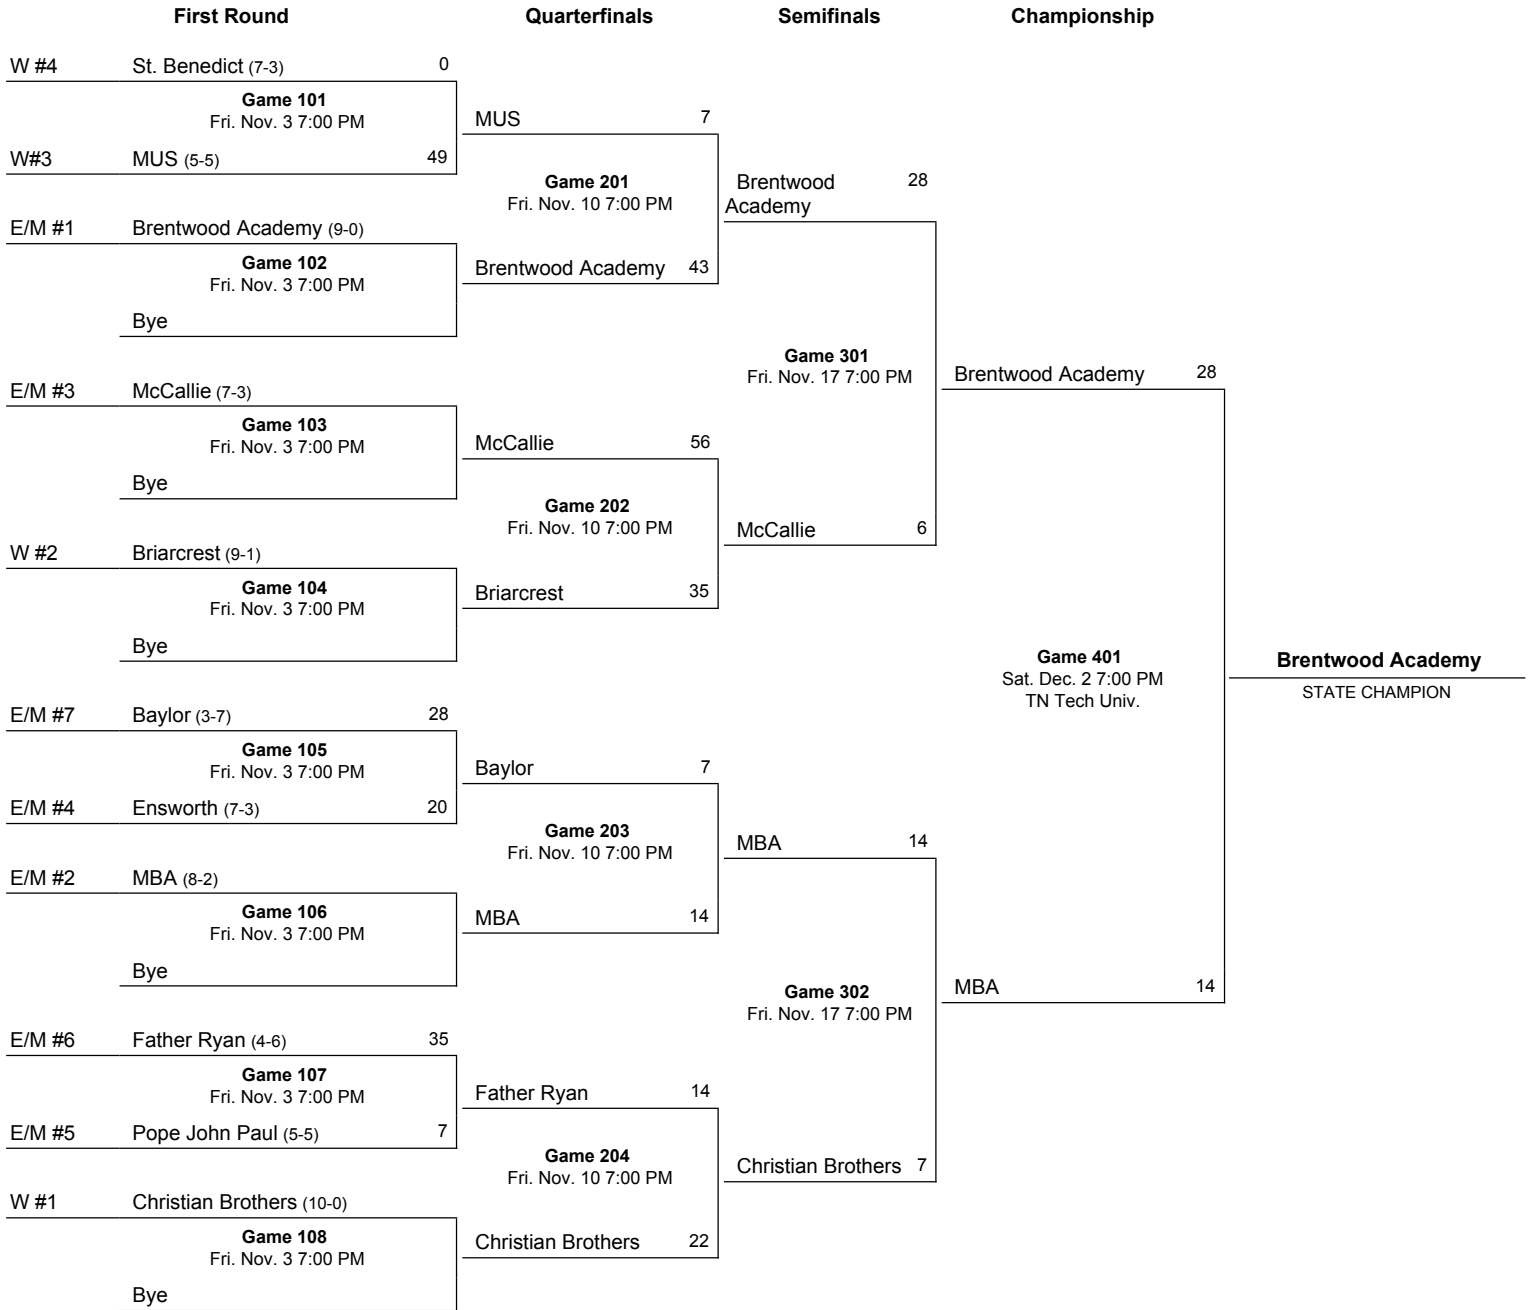 First Round Quarterfinals Semifinals Championship
W #4 St. Benedict (7-3) 0
Game 101
Fri. Nov. 3 7:00 PM
W#3 MUS (5-5) 49
MUS 7
Game 201
Fri. Nov. 10 7:00 PM
Brentwood Academy 43
E/M #1 Brentwood Academy (9-0)
Game 102
Fri. Nov. 3 7:00 PM
Bye
Brentwood 28
Academy
Game 301
Fri. Nov. 17 7:00 PM
McCallie 6
E/M #3 McCallie (7-3)
Game 103
Fri. Nov. 3 7:00 PM
Bye
McCallie 56
Game 202
Fri. Nov. 10 7:00 PM
Briarcrest 35
W #2 Briarcrest (9-1)
Game 104
Fri. Nov. 3 7:00 PM
Bye
Brentwood Academy 28
Game 401
Sat. Dec. 2 7:00 PM
TN Tech Univ.
MBA 14
Brentwood Academy
STATE CHAMPION
E/M #7 Baylor (3-7) 28
Game 105
Fri. Nov. 3 7:00 PM
E/M #4 Ensworth (7-3) 20
Baylor 7
Game 203
Fri. Nov. 10 7:00 PM
MBA 14
E/M #2 MBA (8-2)
Game 106
Fri. Nov. 3 7:00 PM
Bye
MBA 14
Game 302
Fri. Nov. 17 7:00 PM
Christian Brothers 7
E/M #6 Father Ryan (4-6) 35
Game 107
Fri. Nov. 3 7:00 PM
E/M #5 Pope John Paul (5-5) 7
Father Ryan 14
Game 204
Fri. Nov. 10 7:00 PM
Christian Brothers 22
W #1 Christian Brothers (10-0)
Game 108
Fri. Nov. 3 7:00 PM
Bye